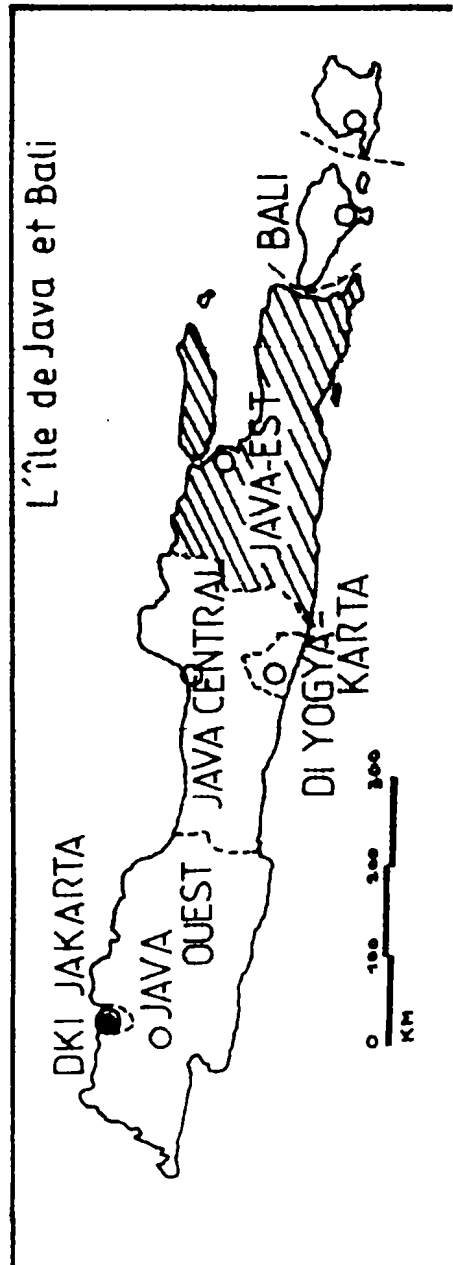 L'île de Java et Bali
DKI JAKARTA
JAVA
OUEST
JAVA CENTRAL
DI YOGYA-
KARTA
JAVA-EST
BALI
0 100 200 300
KM